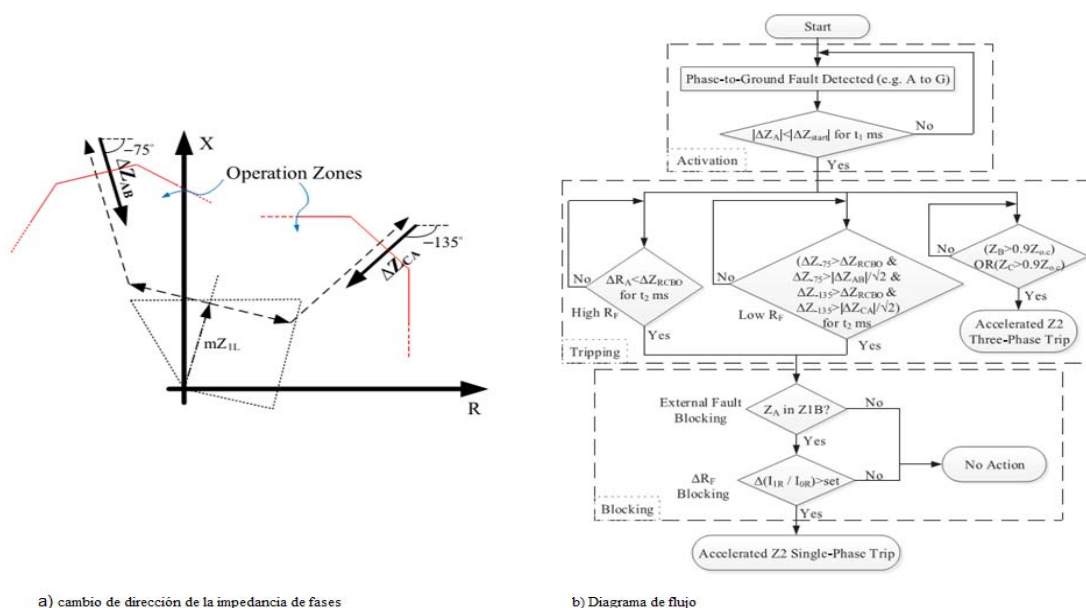 X
−75°
ΔZ_AB
Operation Zones
−135°
ΔZ_CA
mZ_1L
R
a) cambio de dirección de la impedancia de fases
Start
Phase-to-Ground Fault Detected (e.g. A to G)
|ΔZ_A|<|ΔZ_start| for t_1 ms
No
Activation
Yes
ΔR_A<ΔZ_RCBO
for t_2 ms
No
High R_F
Yes
(ΔZ_-75>ΔZ_RCBO &
ΔZ_-75>|ΔZ_AB|/√2 &
ΔZ_-135>ΔZ_RCBO &
ΔZ_-135>|ΔZ_CA|/√2)
for t_2 ms
No
Low R_F
Yes
(Z_B>0.9Z_o.c)
OR(Z_C>0.9Z_o.c)
No
Yes
Accelerated Z2
Three-Phase Trip
Tripping
External Fault
Blocking
Z_A in Z1B?
No
Yes
No Action
ΔR_F
Blocking
Δ(I_1R / I_0R)>set
No
Blocking
Yes
Accelerated Z2 Single-Phase Trip
b) Diagrama de flujo